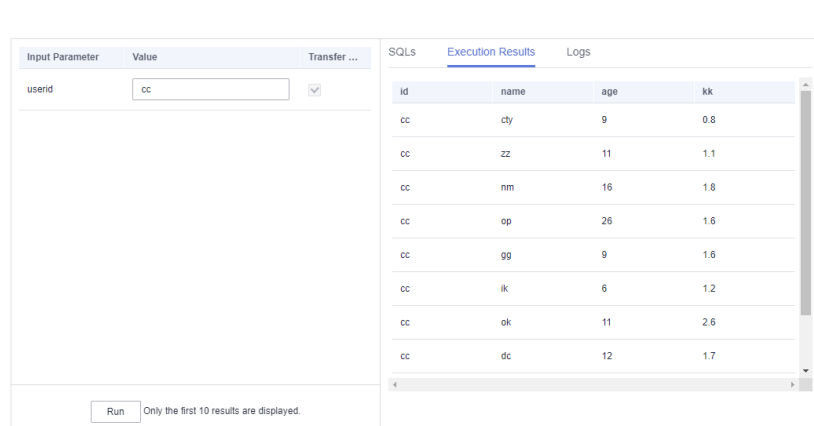 Input Parameter Value Transfer ...
userid cc
Run Only the first 10 results are displayed.
SQLs Execution Results Logs
id name age kk
cc cty 9 0.8
cc zz 11 1.1
cc nm 16 1.8
cc op 26 1.6
cc gg 9 1.6
cc ik 6 1.2
cc ok 11 2.6
cc dc 12 1.7